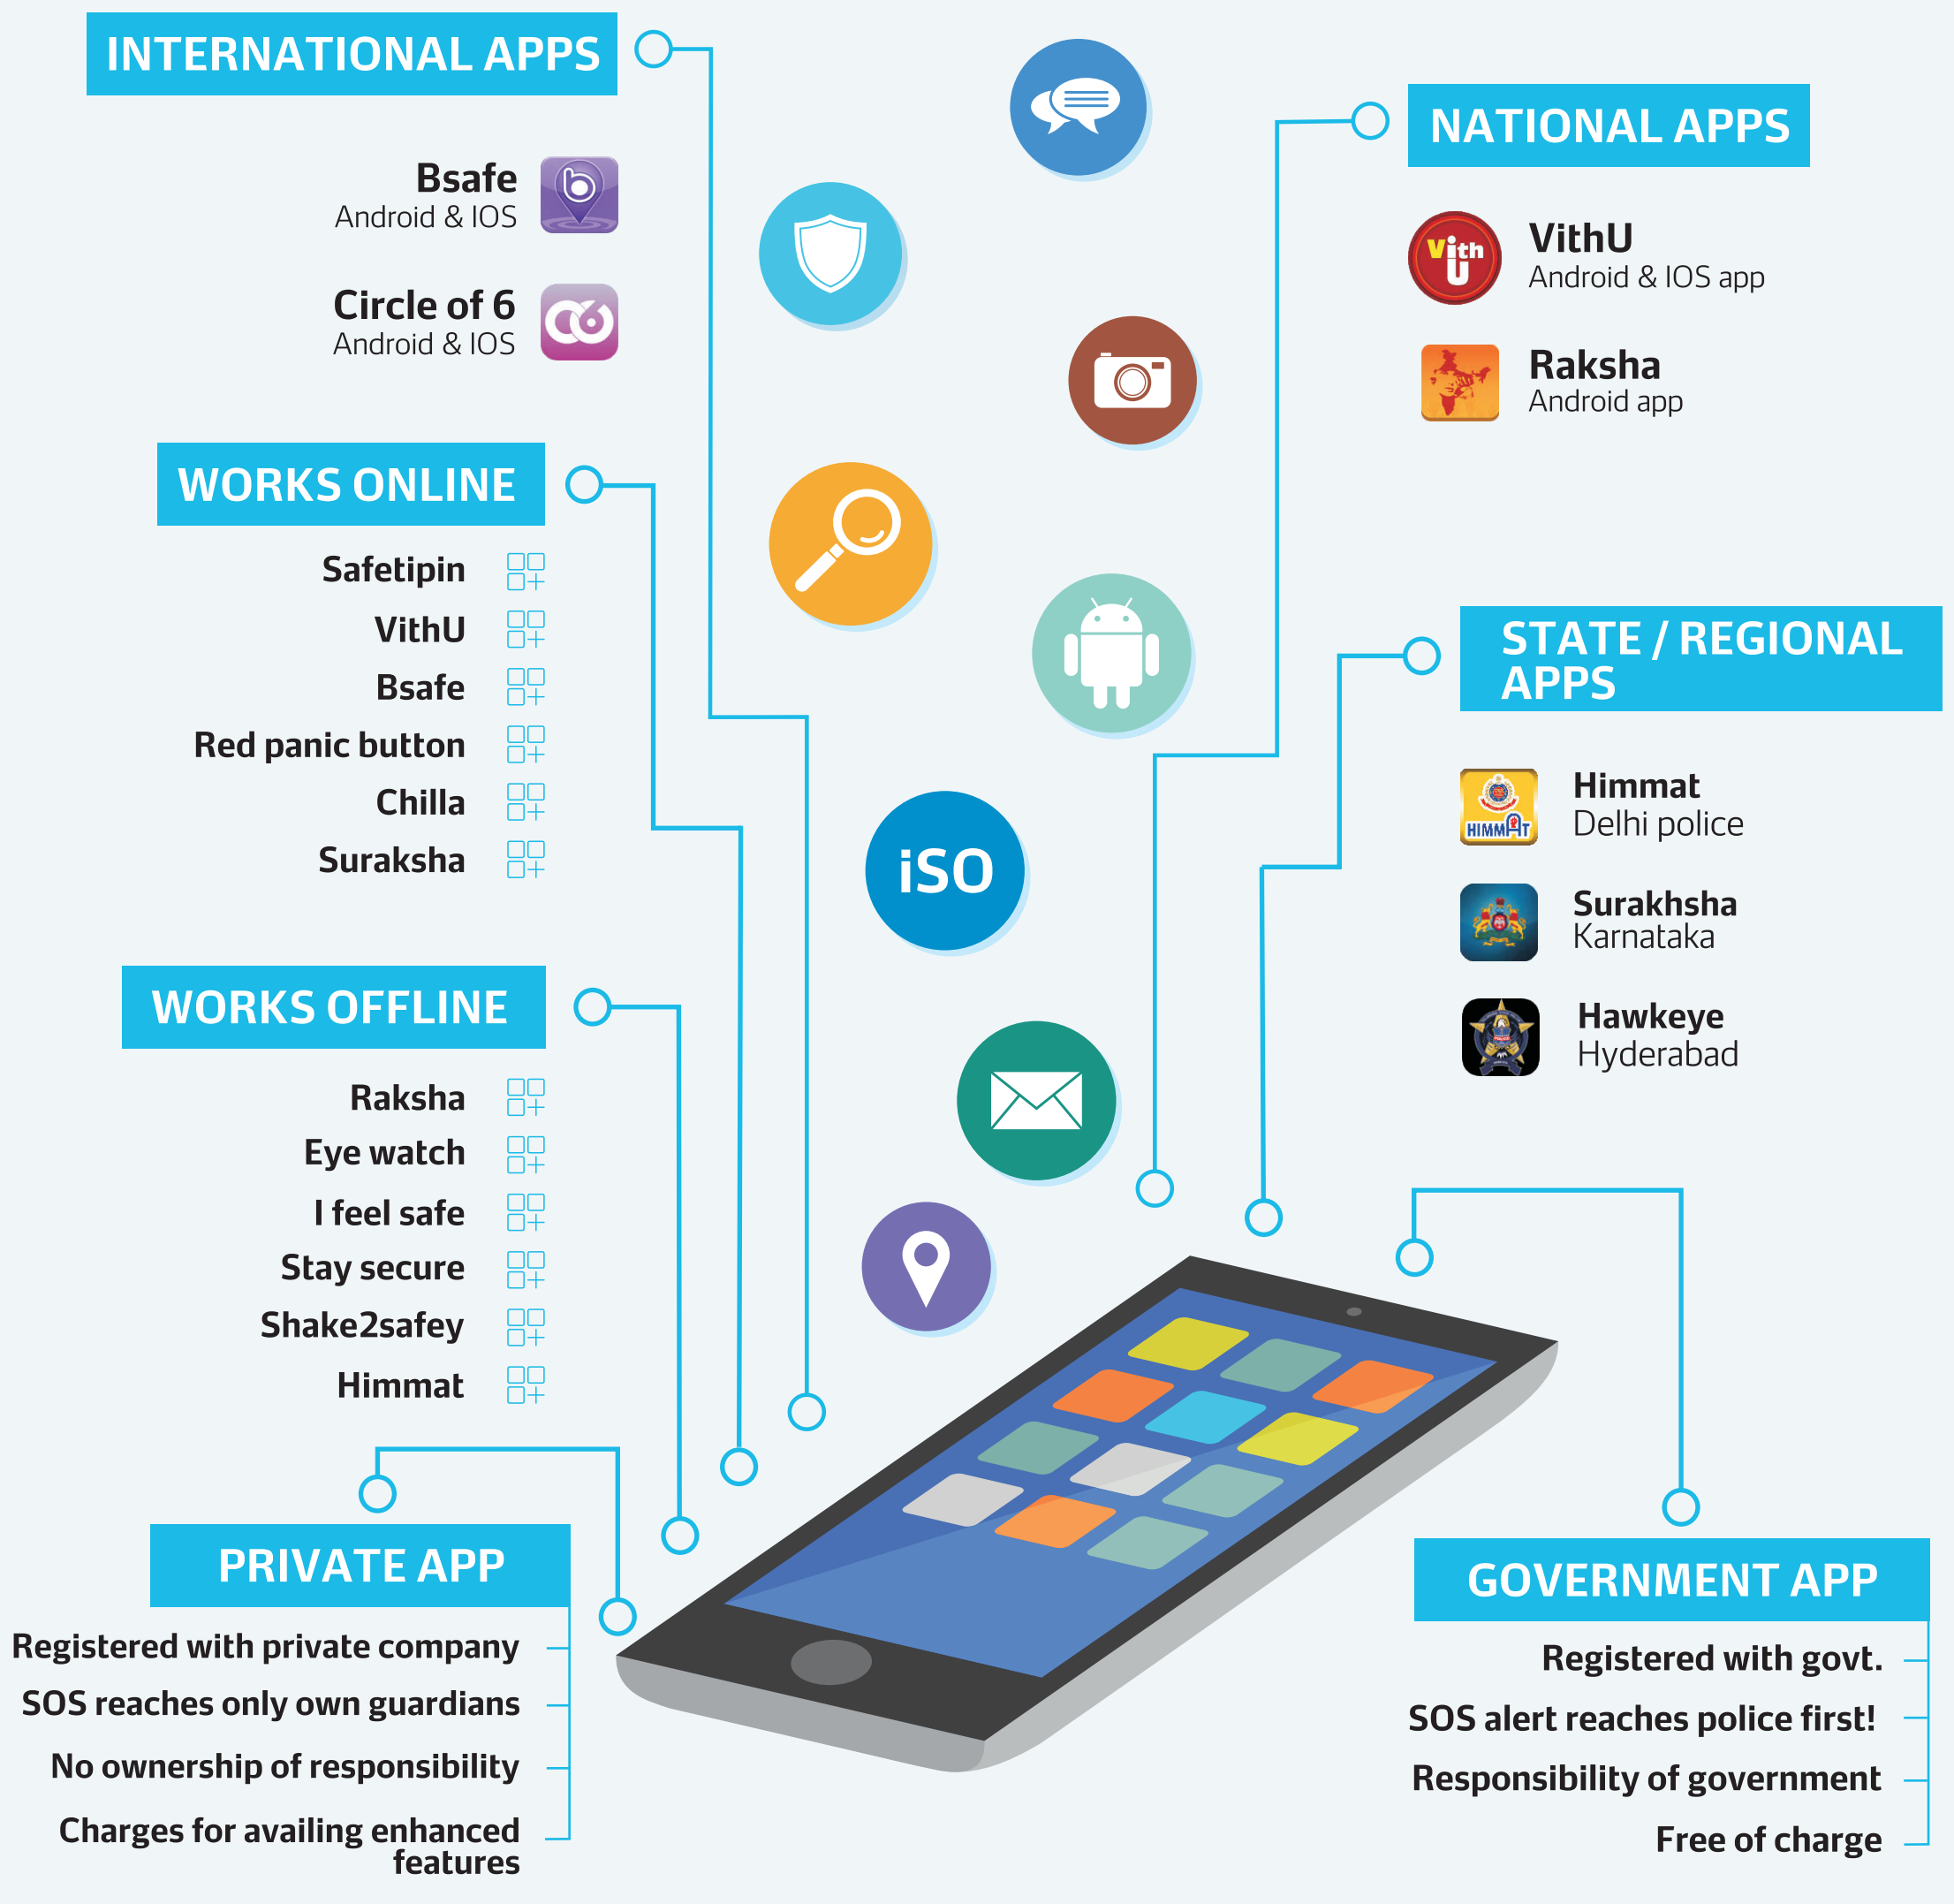 INTERNATIONAL APPS
Bsafe
Android & IOS
Circle of 6
Android & IOS
WORKS ONLINE
Safetipin
VithU
Bsafe
Red panic button
Chilla
Suraksha
WORKS OFFLINE
Raksha
Eye watch
I feel safe
Stay secure
Shake2safey
Himmat
PRIVATE APP
Registered with private company
SOS reaches only own guardians
No ownership of responsibility
Charges for availing enhanced
features
iSO
NATIONAL APPS
Vith
U
VithU
Android & IOS app
Raksha
Android app
STATE / REGIONAL
APPS
HIMMAT
Himmat
Delhi police
Surakhsha
Karnataka
Hawkeye
Hyderabad
GOVERNMENT APP
Registered with govt.
SOS alert reaches police first!
Responsibility of government
Free of charge